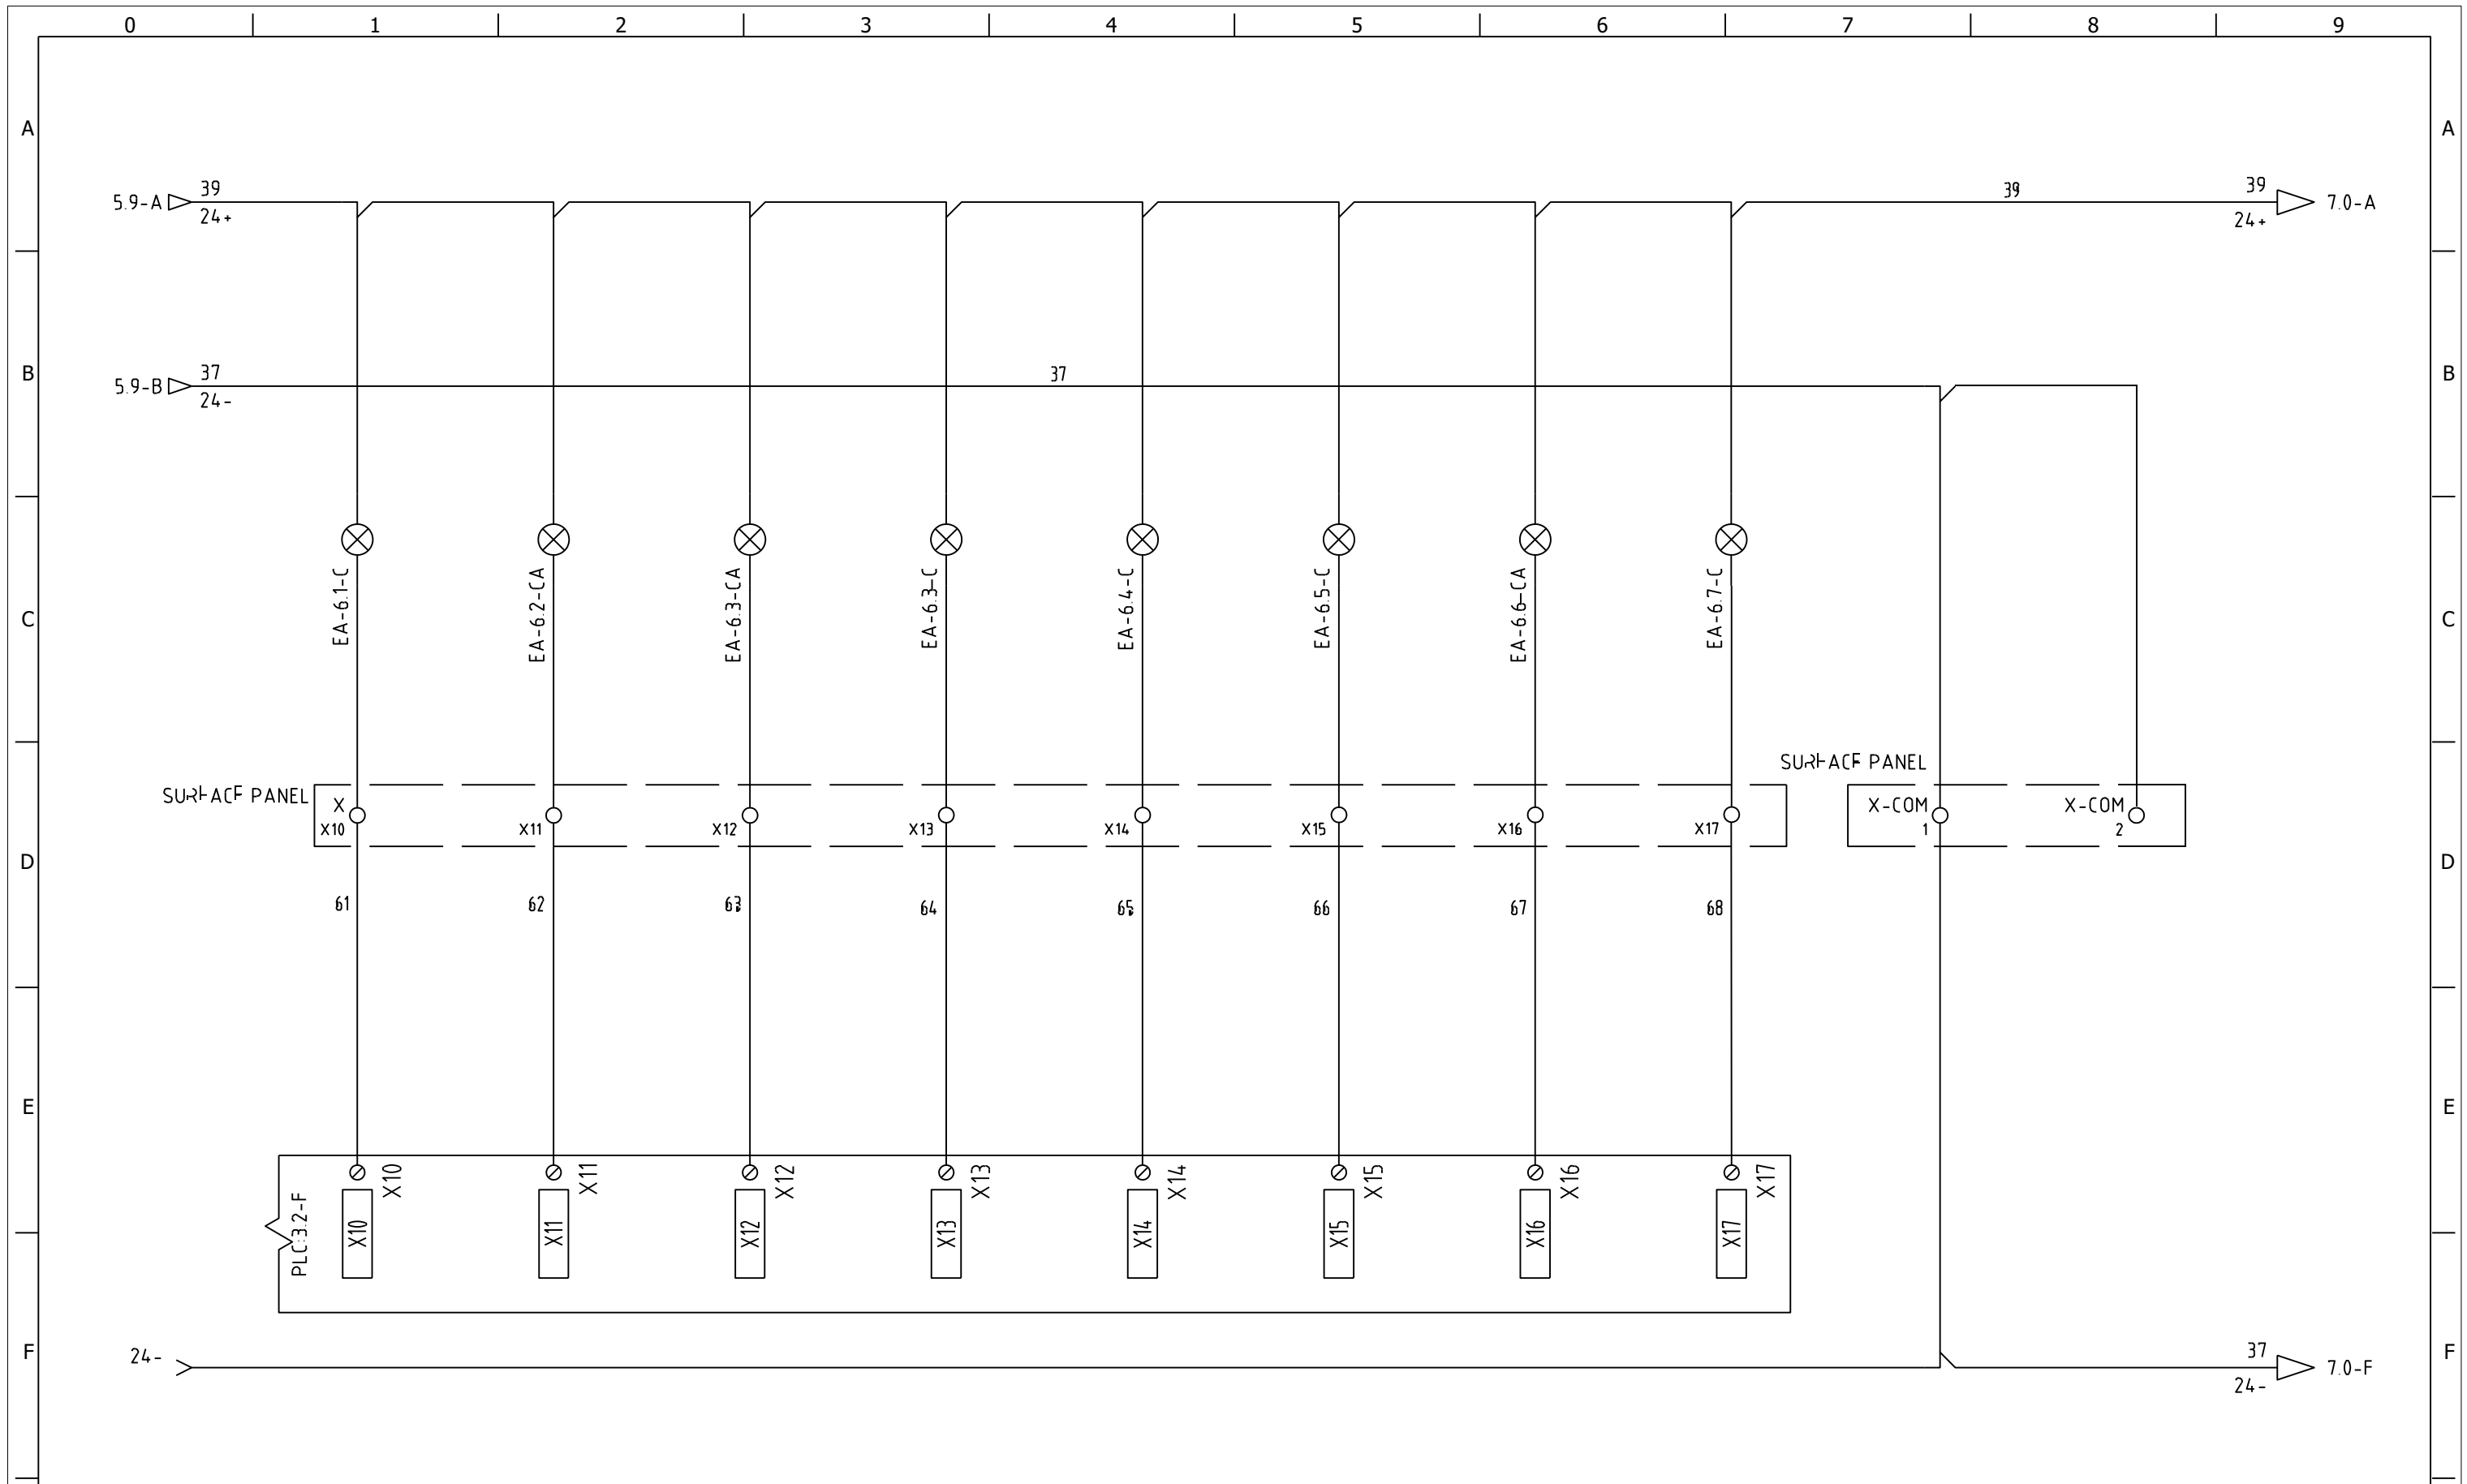 0 1 2 3 4 5 6 7 8 9
A A
39 39 39
5.9-A 7.0-A
24+ 24+
B B
37 37
5.9-B
24-
C C
EA-6.1-C EA-6.2-CA EA-6.3-CA EA-6.3-C EA-6.4-C EA-6.5-C EA-6.6-CA EA-6.7-C
SURFACE PANEL
SURFACE PANEL
X X-COM X-COM
X10 X11 X12 X13 X14 X15 X16 X17 1 2
D D
61 62 63 64 65 66 67 68
E E
X10 X11 X12 X13 X14 X15 X16 X17
PLC:3.2-F X10 X11 X12 X13 X14 X15 X16 X17
F F
24- 37
7.0-F
24-